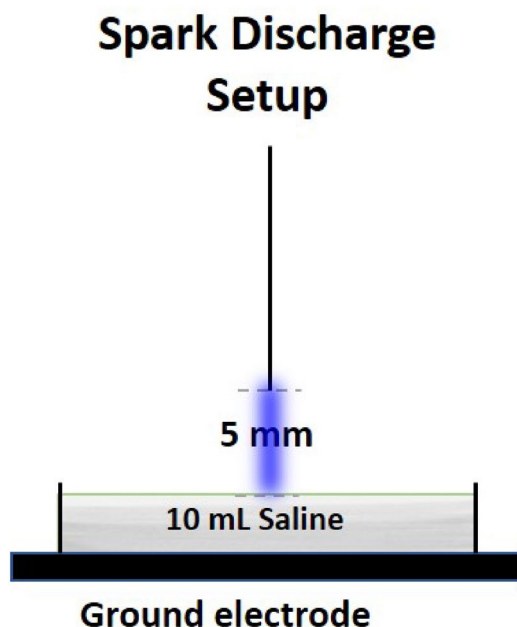 Spark Discharge
Setup
5 mm
10 mL Saline
Ground electrode